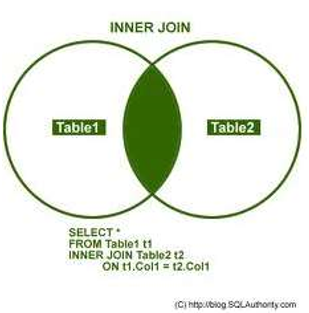 INNER JOIN
Table1
Table2
SELECT *
FROM Table1 t1
INNER JOIN Table2 t2
ON t1.Col1 = t2.Col1
(C) http://blog.SQLAuthority.com